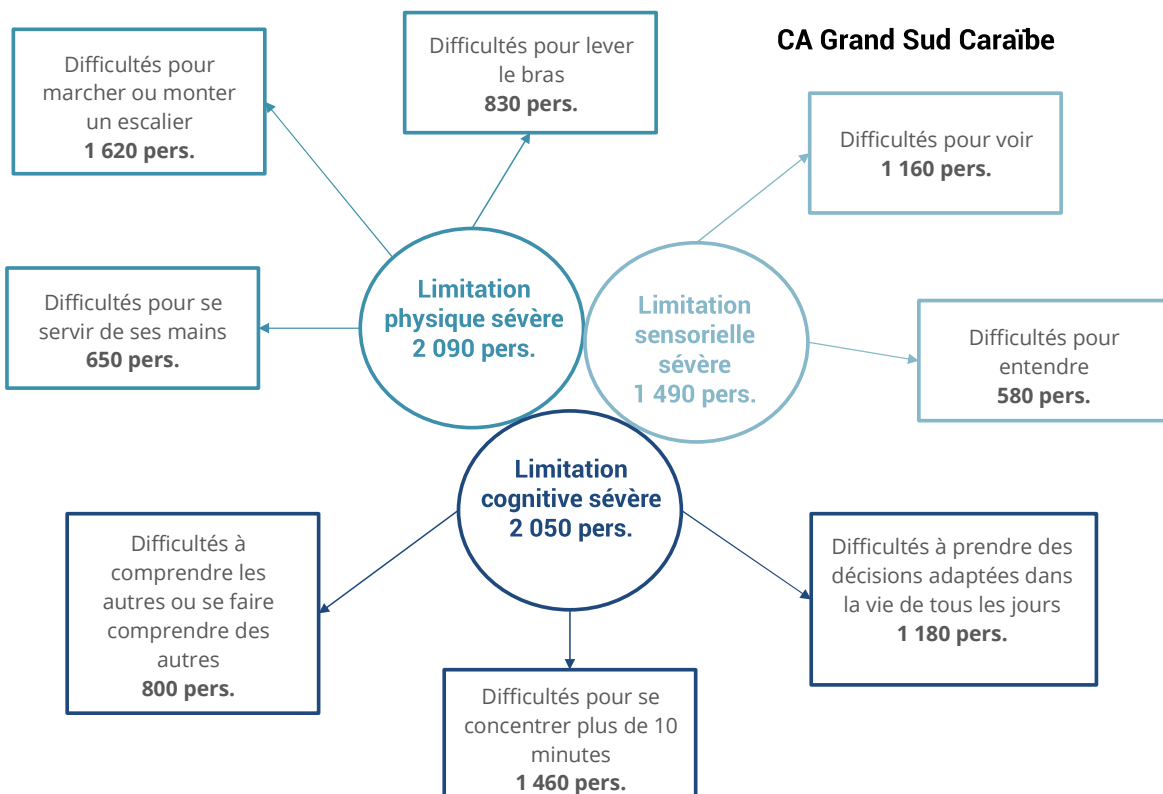 CA Grand Sud Caraïbe
Difficultés pour
marcher ou monter
un escalier
1 620 pers.
Difficultés pour lever
le bras
830 pers.
Difficultés pour voir
1 160 pers.
Difficultés pour se
servir de ses mains
650 pers.
Limitation
physique sévère
2 090 pers.
Limitation
sensorielle
sévère
1 490 pers.
Difficultés pour
entendre
580 pers.
Limitation
cognitive sévère
2 050 pers.
Difficultés à
comprendre les
autres ou se faire
comprendre des
autres
800 pers.
Difficultés pour se
concentrer plus de 10
minutes
1 460 pers.
Difficultés à prendre des
décisions adaptées dans
la vie de tous les jours
1 180 pers.